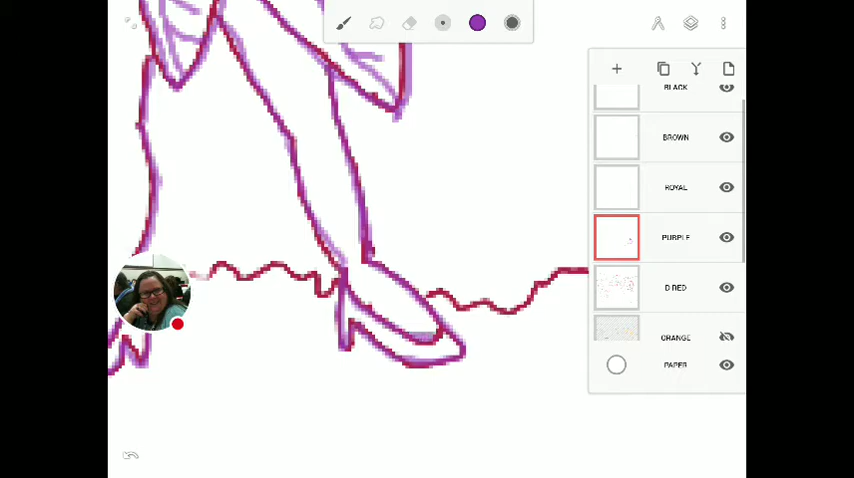 BLACK
BROWN
ROYAL
PURPLE
D RED
ORANGE
PAPER